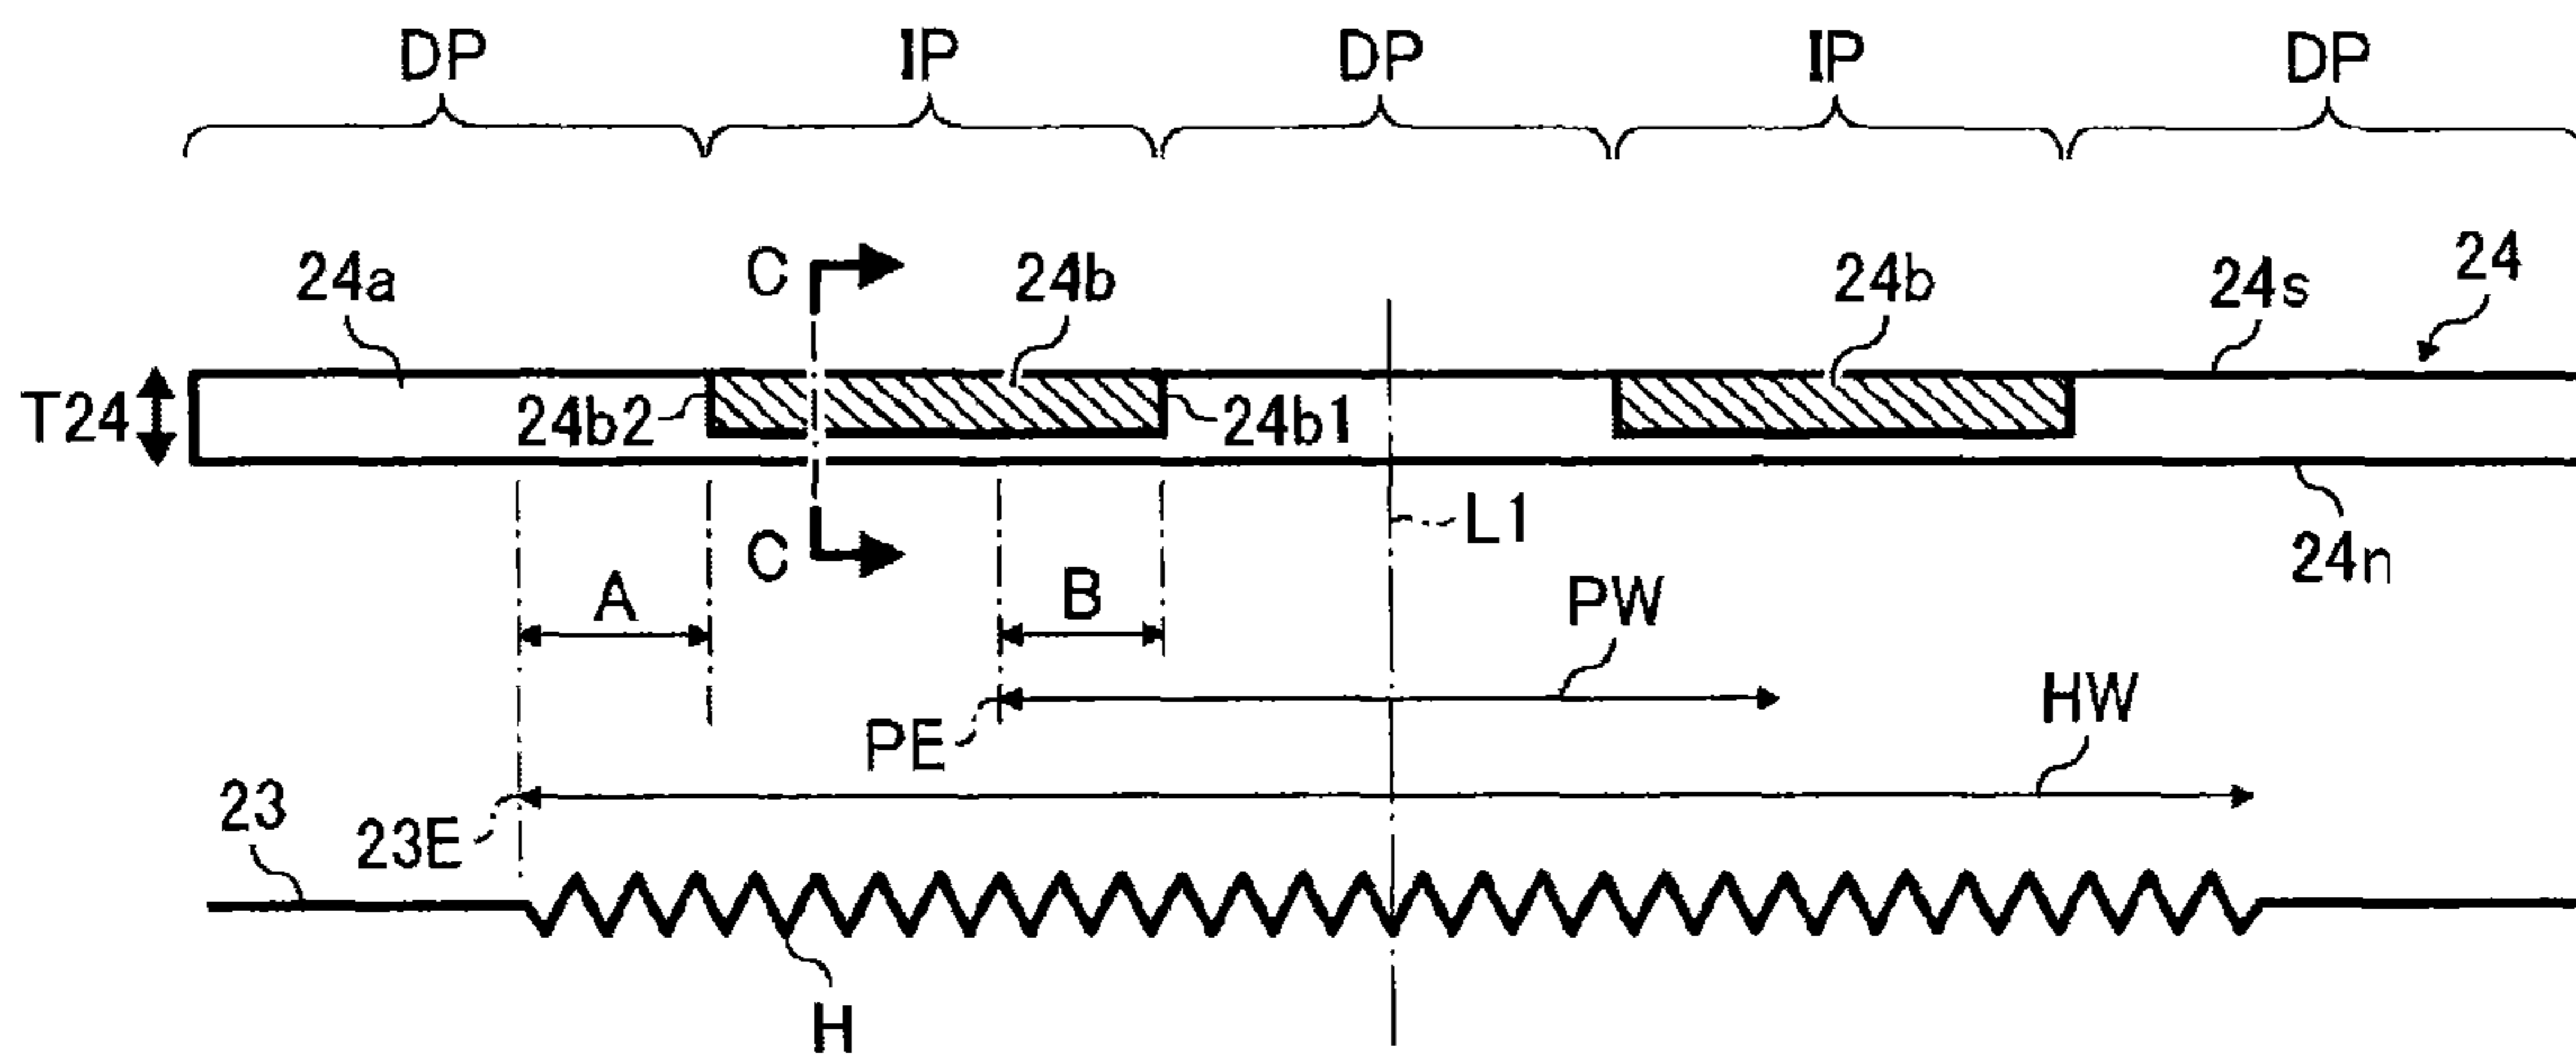 DP IP DP IP DP
24a C 24b 24b 24s 24
T24 24b2 24b1
C L1 24n
A B PW
PE HW
23 23E
H